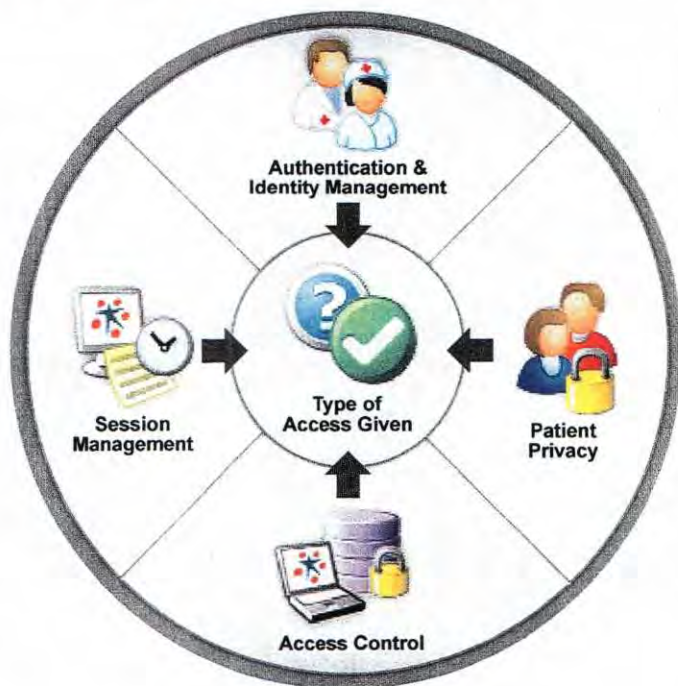 Authentication &
Identity Management
Session
Management
?
Type of
Access Given
Patient
Privacy
Access Control